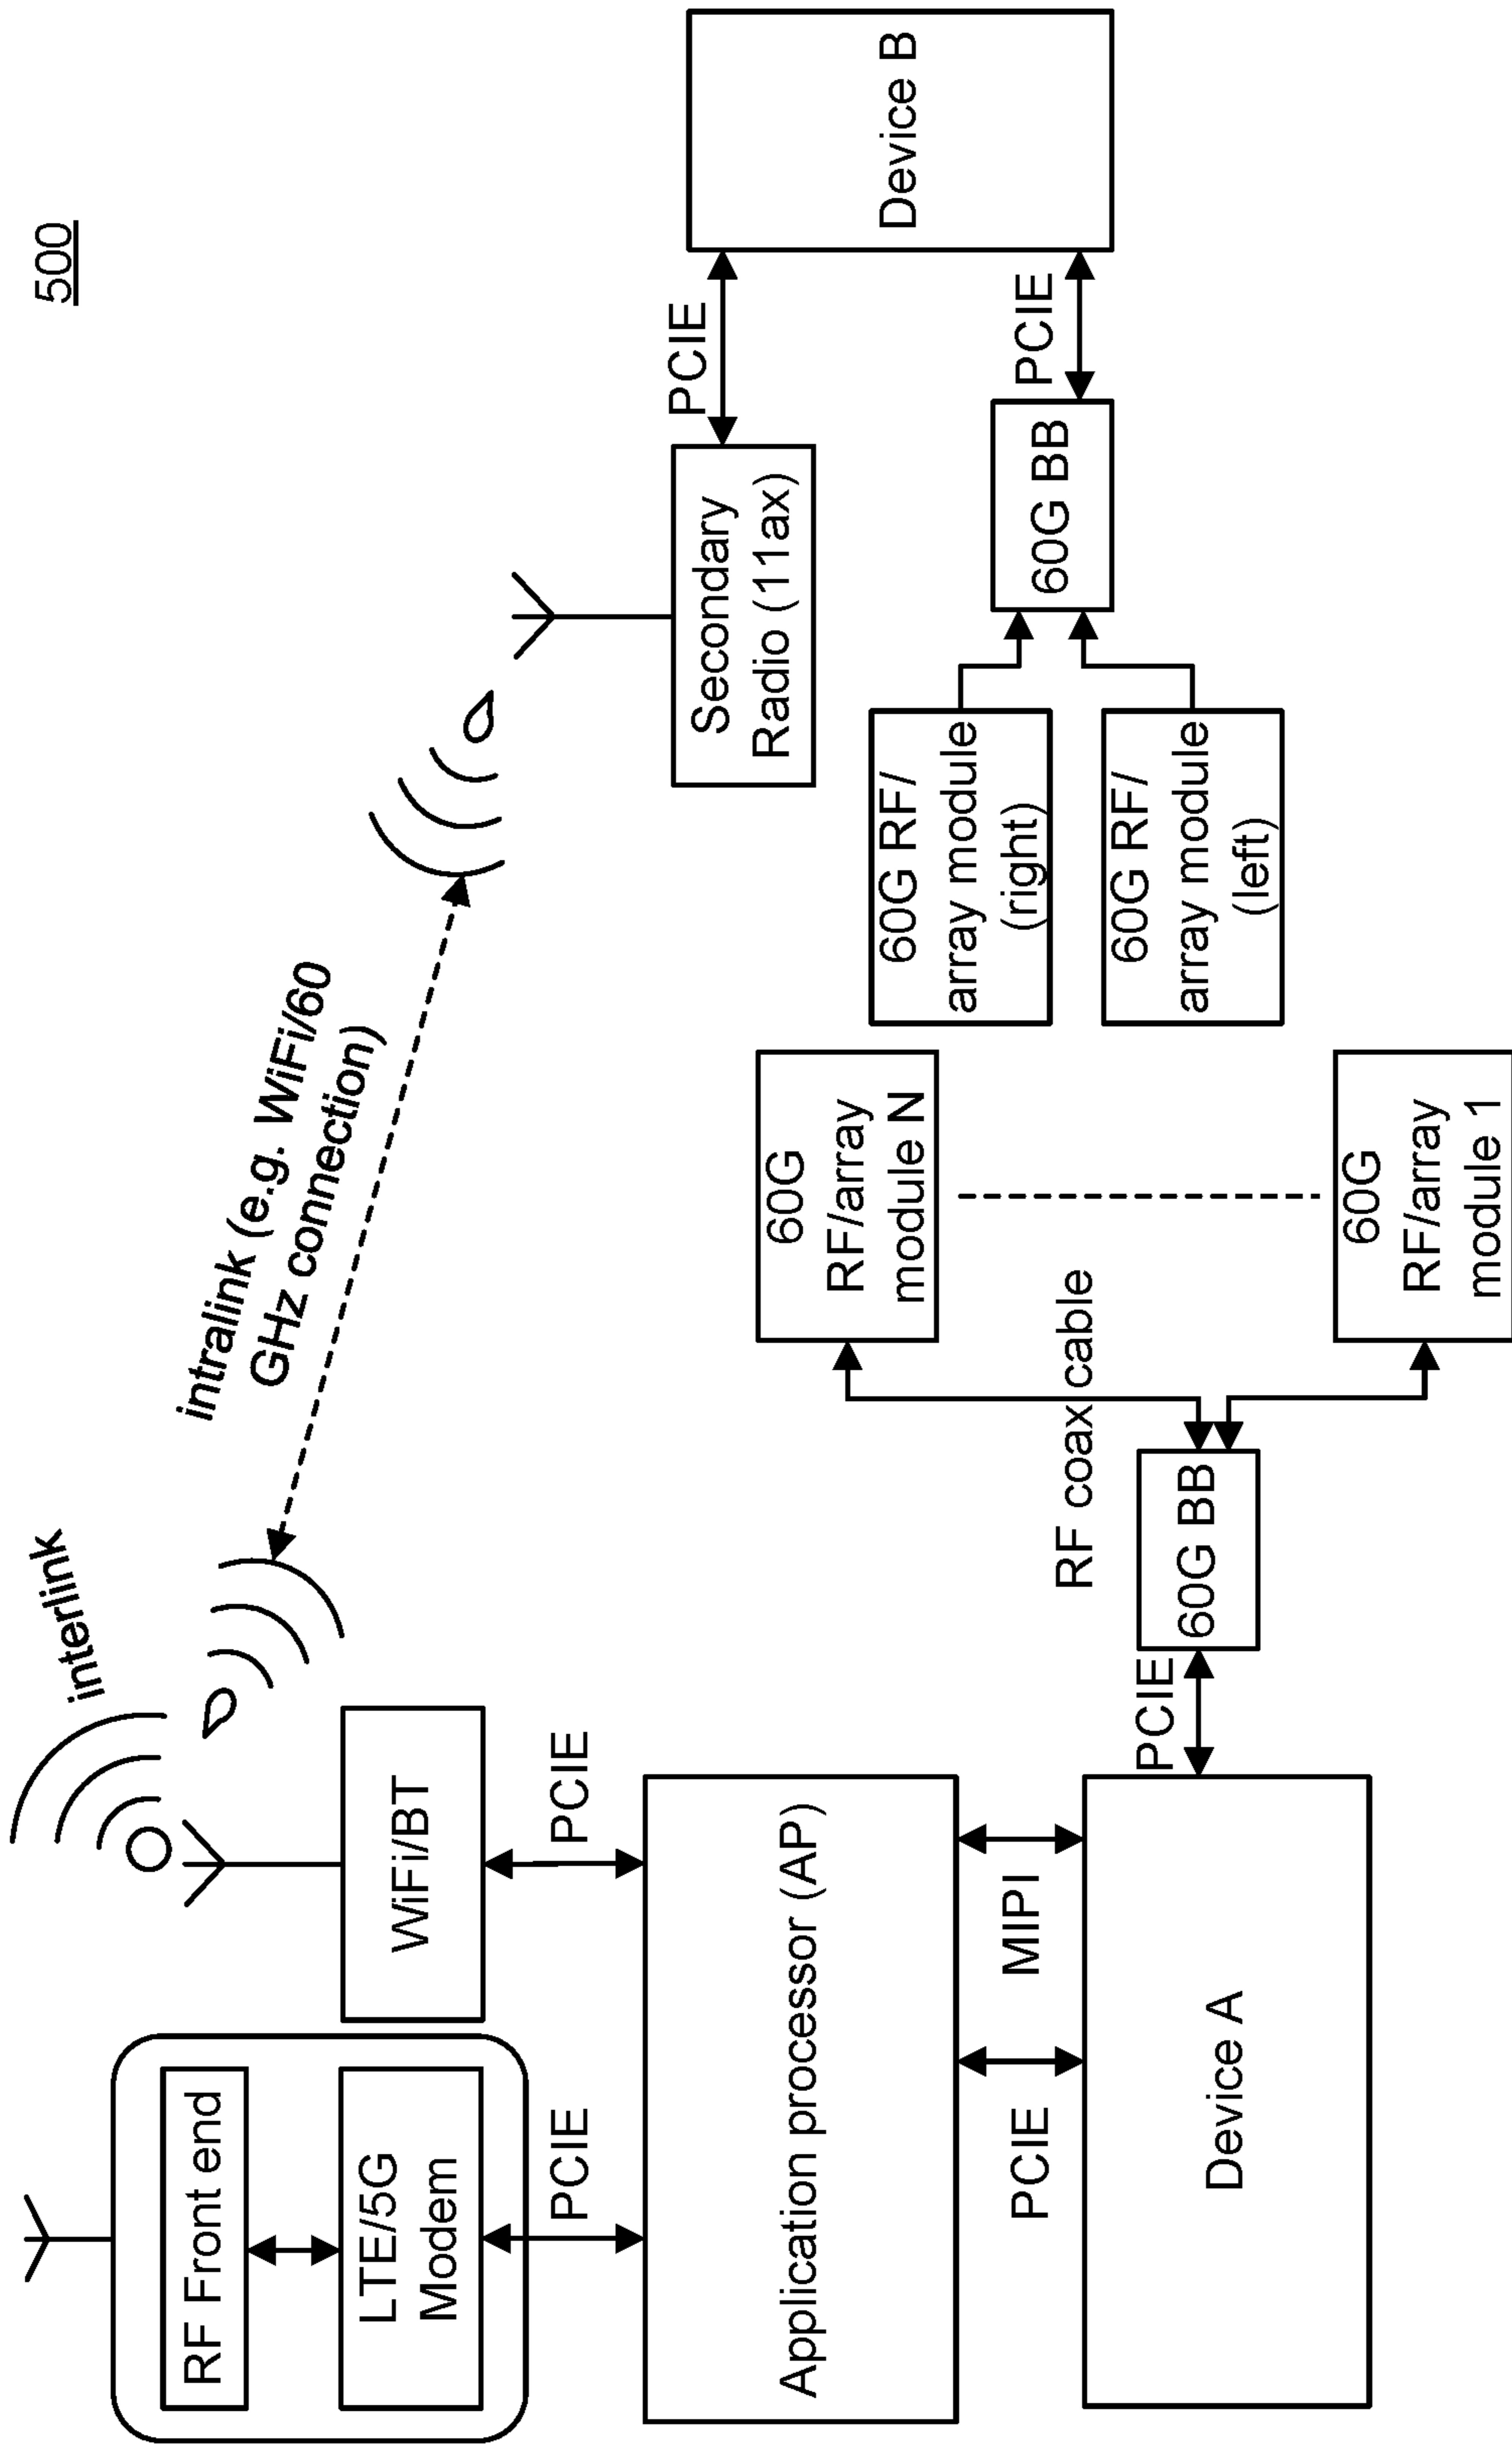 500
interlink
intralink (e.g. WiFi/60
GHz connection)
RF Front end
LTE/5G
Modem
PCIE
WiFi/BT
PCIE
Application processor (AP)
PCIE
MIPI
Device A
PCIE
60G BB
RF coax cable
60G
RF/array
module N
60G
RF/array
module 1
Secondary
Radio (11ax)
PCIE
Device B
60G RF/
array module
(right)
60G RF/
array module
(left)
60G BB
PCIE